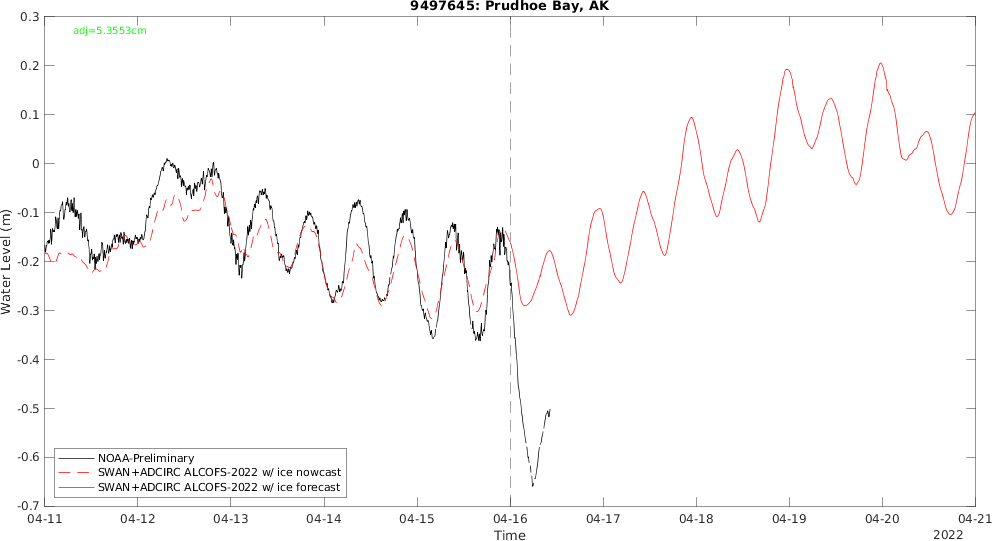 9497645: Prudhoe Bay, AK
adj=5.3553cm
0.3
0.2
0.1
0
-0.1
-0.2
-0.3
-0.4
-0.5
-0.6
-0.7
Water Level (m)
NOAA-Preliminary
SWAN+ADCIRC ALCOFS-2022 w/ ice nowcast
SWAN+ADCIRC ALCOFS-2022 w/ ice forecast
04-11 04-12 04-13 04-14 04-15 04-16 04-17 04-18 04-19 04-20 04-21
Time
2022